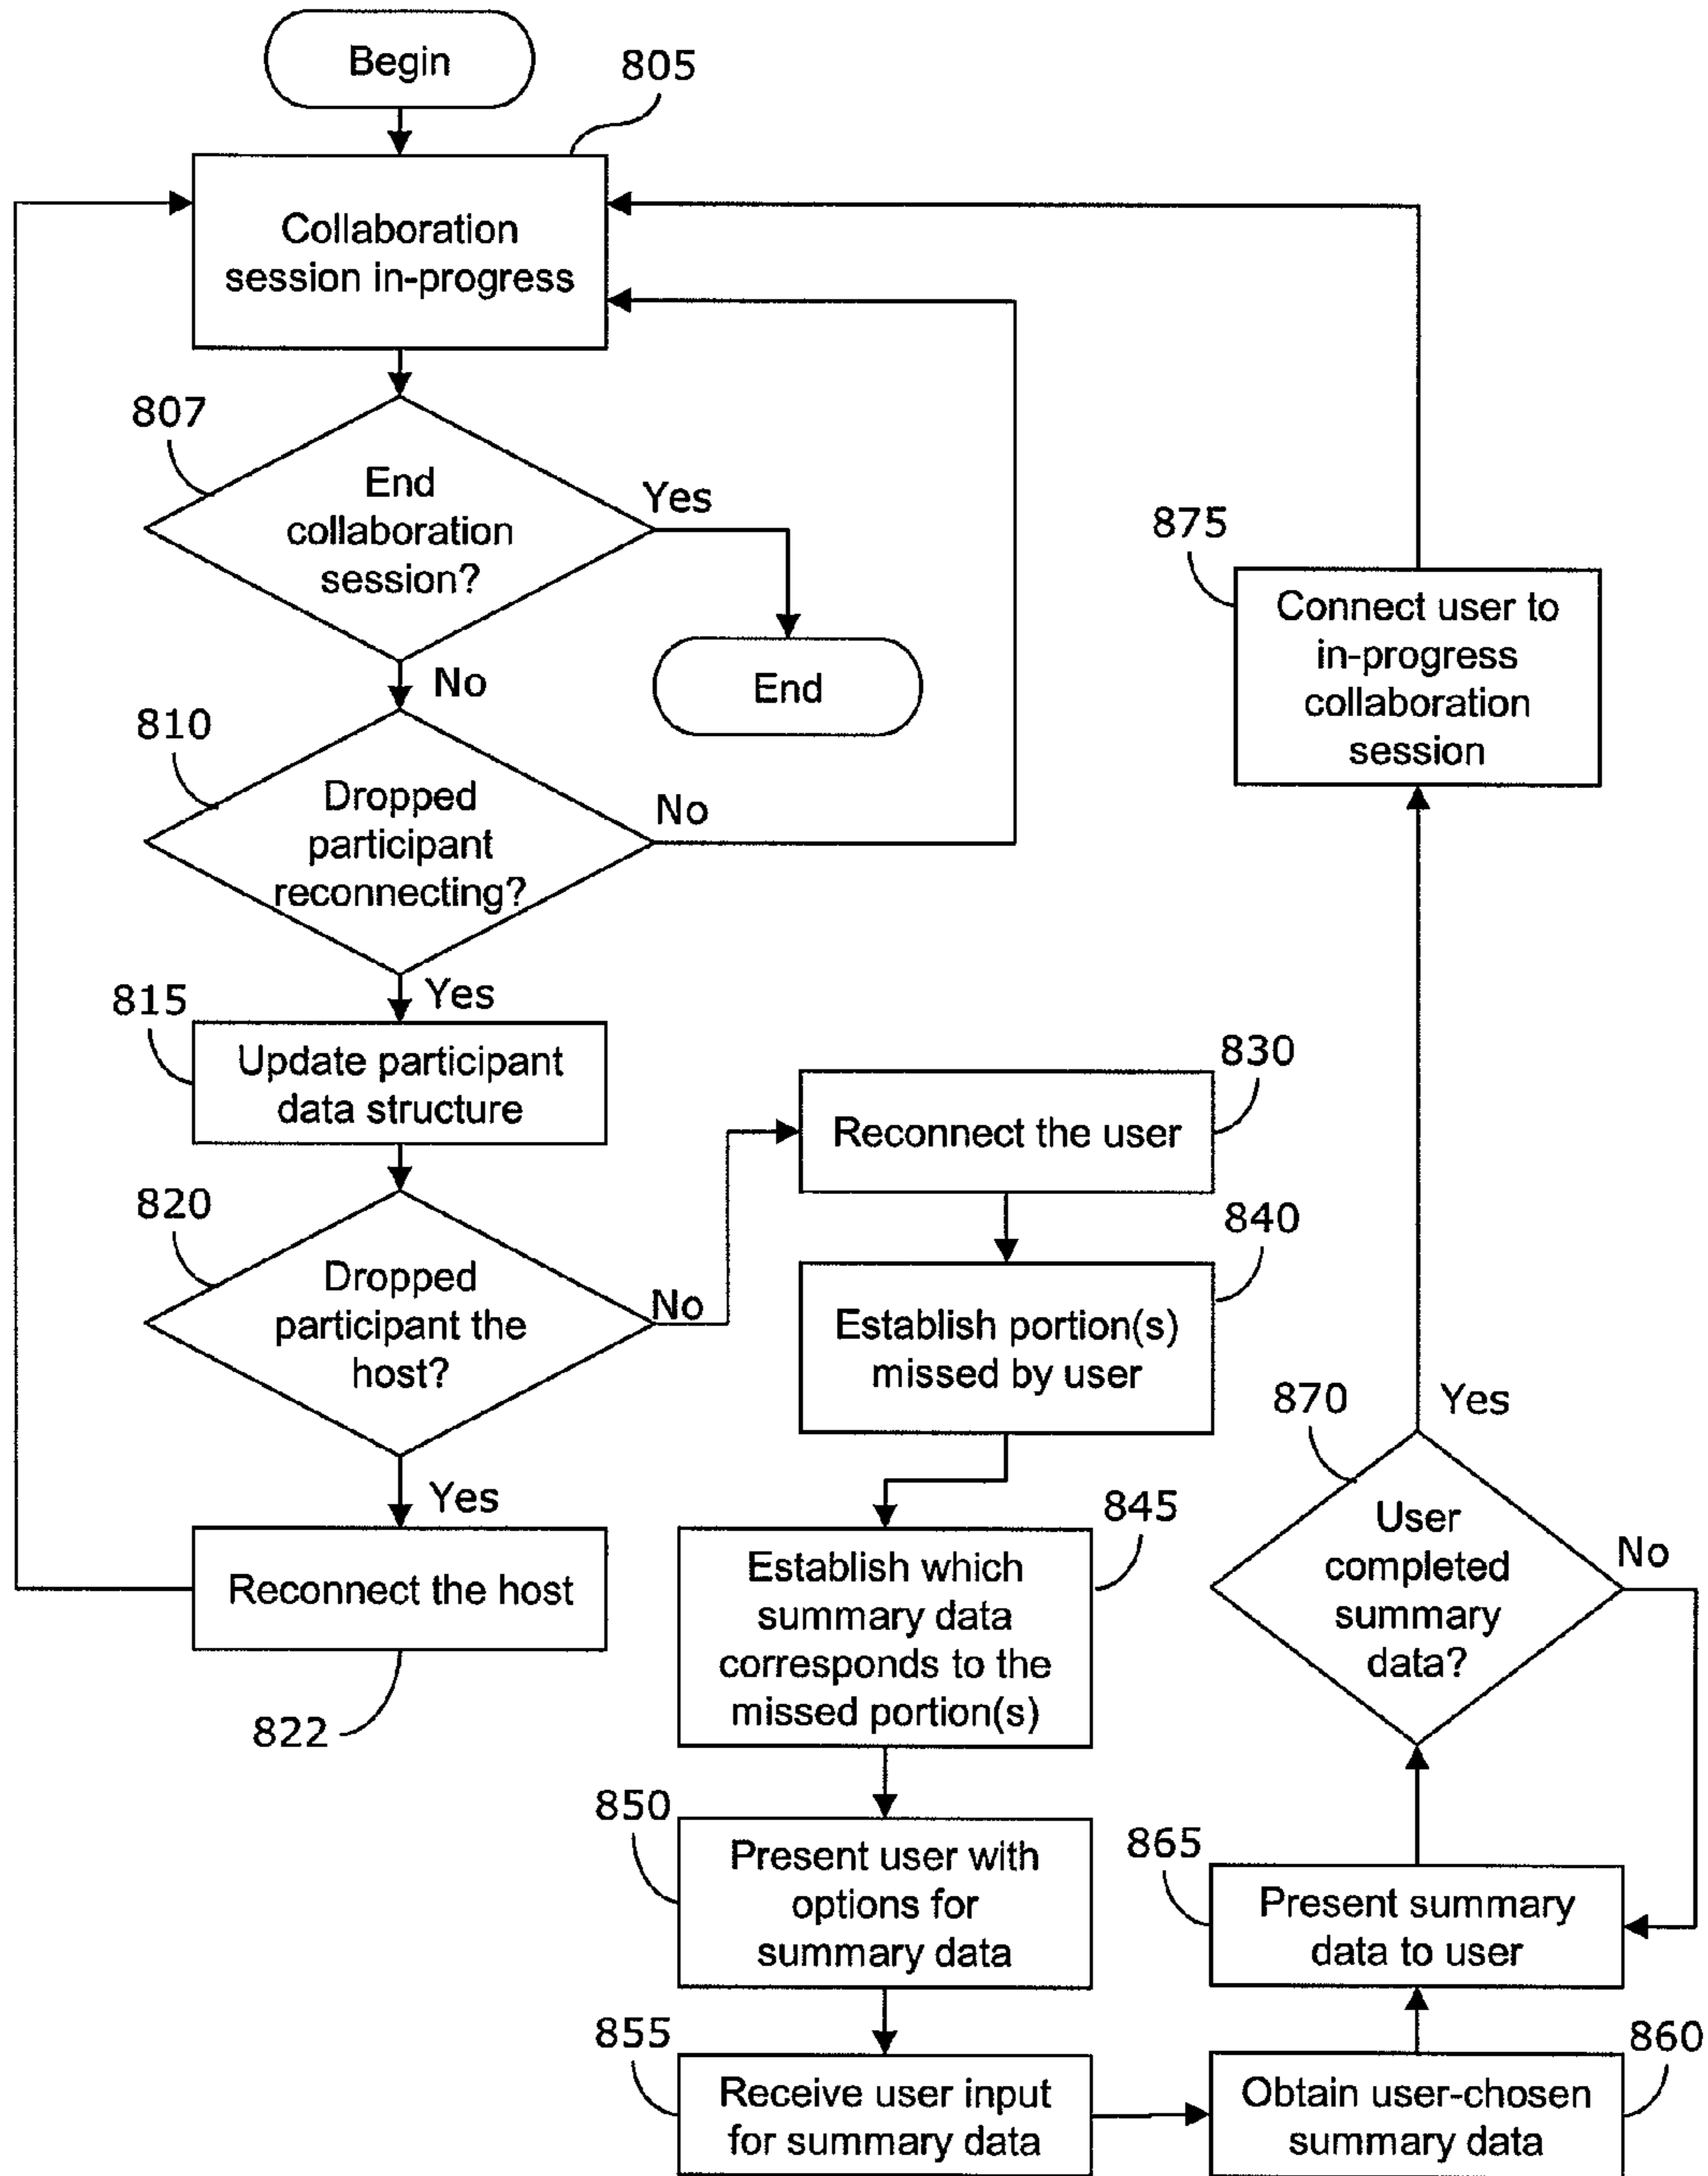 Begin
805
Collaboration
session in-progress
807
End
collaboration
session?
Yes
End
No
810
Dropped
participant
reconnecting?
No
Yes
815
Update participant
data structure
820
Dropped
participant the
host?
No
Yes
Reconnect the host
822
830
Reconnect the user
840
Establish portion(s)
missed by user
845
Establish which
summary data
corresponds to the
missed portion(s)
850
Present user with
options for
summary data
855
Receive user input
for summary data
860
Obtain user-chosen
summary data
865
Present summary
data to user
870
User
completed
summary
data?
No
Yes
875
Connect user to
in-progress
collaboration
session